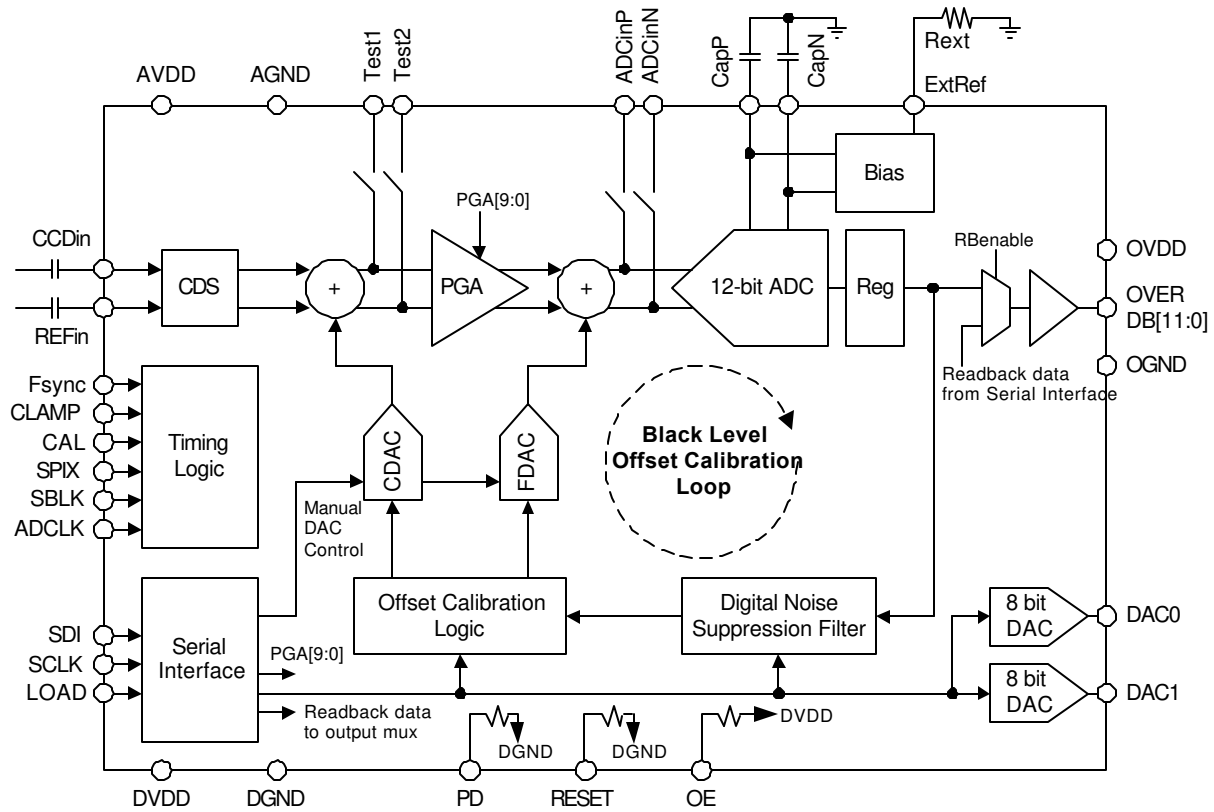 Rext
Test1
Test2
ADCinP
ADCinN
CapP
CapN
AVDD
AGND
ExtRef
Bias
PGA[9:0]
CCDin
RBenable
OVDD
CDS
+
PGA
+
12-bit ADC
Reg
OVER
DB[11:0]
REFin
OGND
Readback data
from Serial Interface
Fsync
CLAMP
CAL
SPIX
SBLK
ADCLK
Timing
Logic
CDAC
FDAC
Black Level
Offset Calibration
Loop
Manual
DAC
Control
SDI
SCLK
LOAD
Serial
Interface
Offset Calibration
Logic
Digital Noise
Suppression Filter
8 bit
DAC
DAC0
PGA[9:0]
8 bit
DAC
DAC1
Readback data
to output mux
DGND
DGND
DVDD
DVDD
DGND
PD
RESET
OE